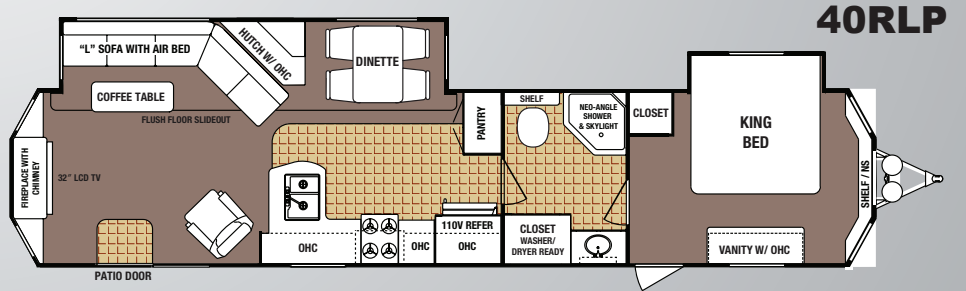 40RLP
“L” SOFA WITH AIR BED
HUTCH W/ OHC
DINETTE
COFFEE TABLE
FLUSH FLOOR SLIDEOUT
FIREPLACE WITH
CHIMNEY
32" LCD TV
PATIO DOOR
OHC
OHC
110V REFER
OHC
PANTRY
SHELF
NEO-ANGLE
SHOWER
& SKYLIGHT
CLOSET
WASHER/
DRYER READY
CLOSET
KING
BED
VANITY W/ OHC
SHELF / NS